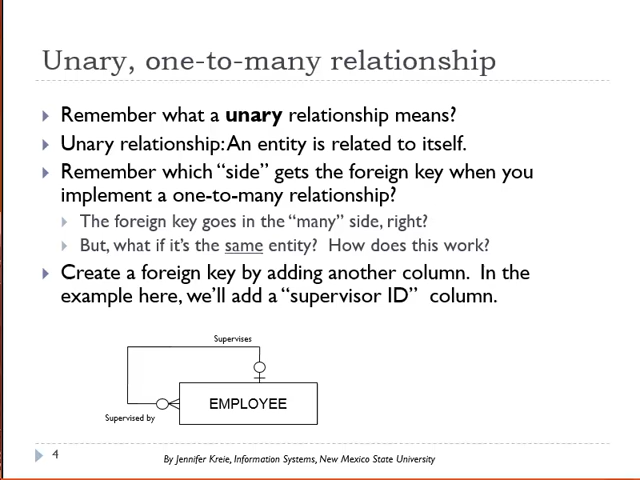 Unary, one-to-many relationship
Remember what a unary relationship means?
Unary relationship: An entity is related to itself.
Remember which “side” gets the foreign key when you
implement a one-to-many relationship?
The foreign key goes in the “many” side, right?
But, what if it’s the same entity? How does this work?
Create a foreign key by adding another column. In the
example here, we’ll add a “supervisor ID” column.
Supervises
EMPLOYEE
Supervised by
4
By Jennifer Kreie, Information Systems, New Mexico State University